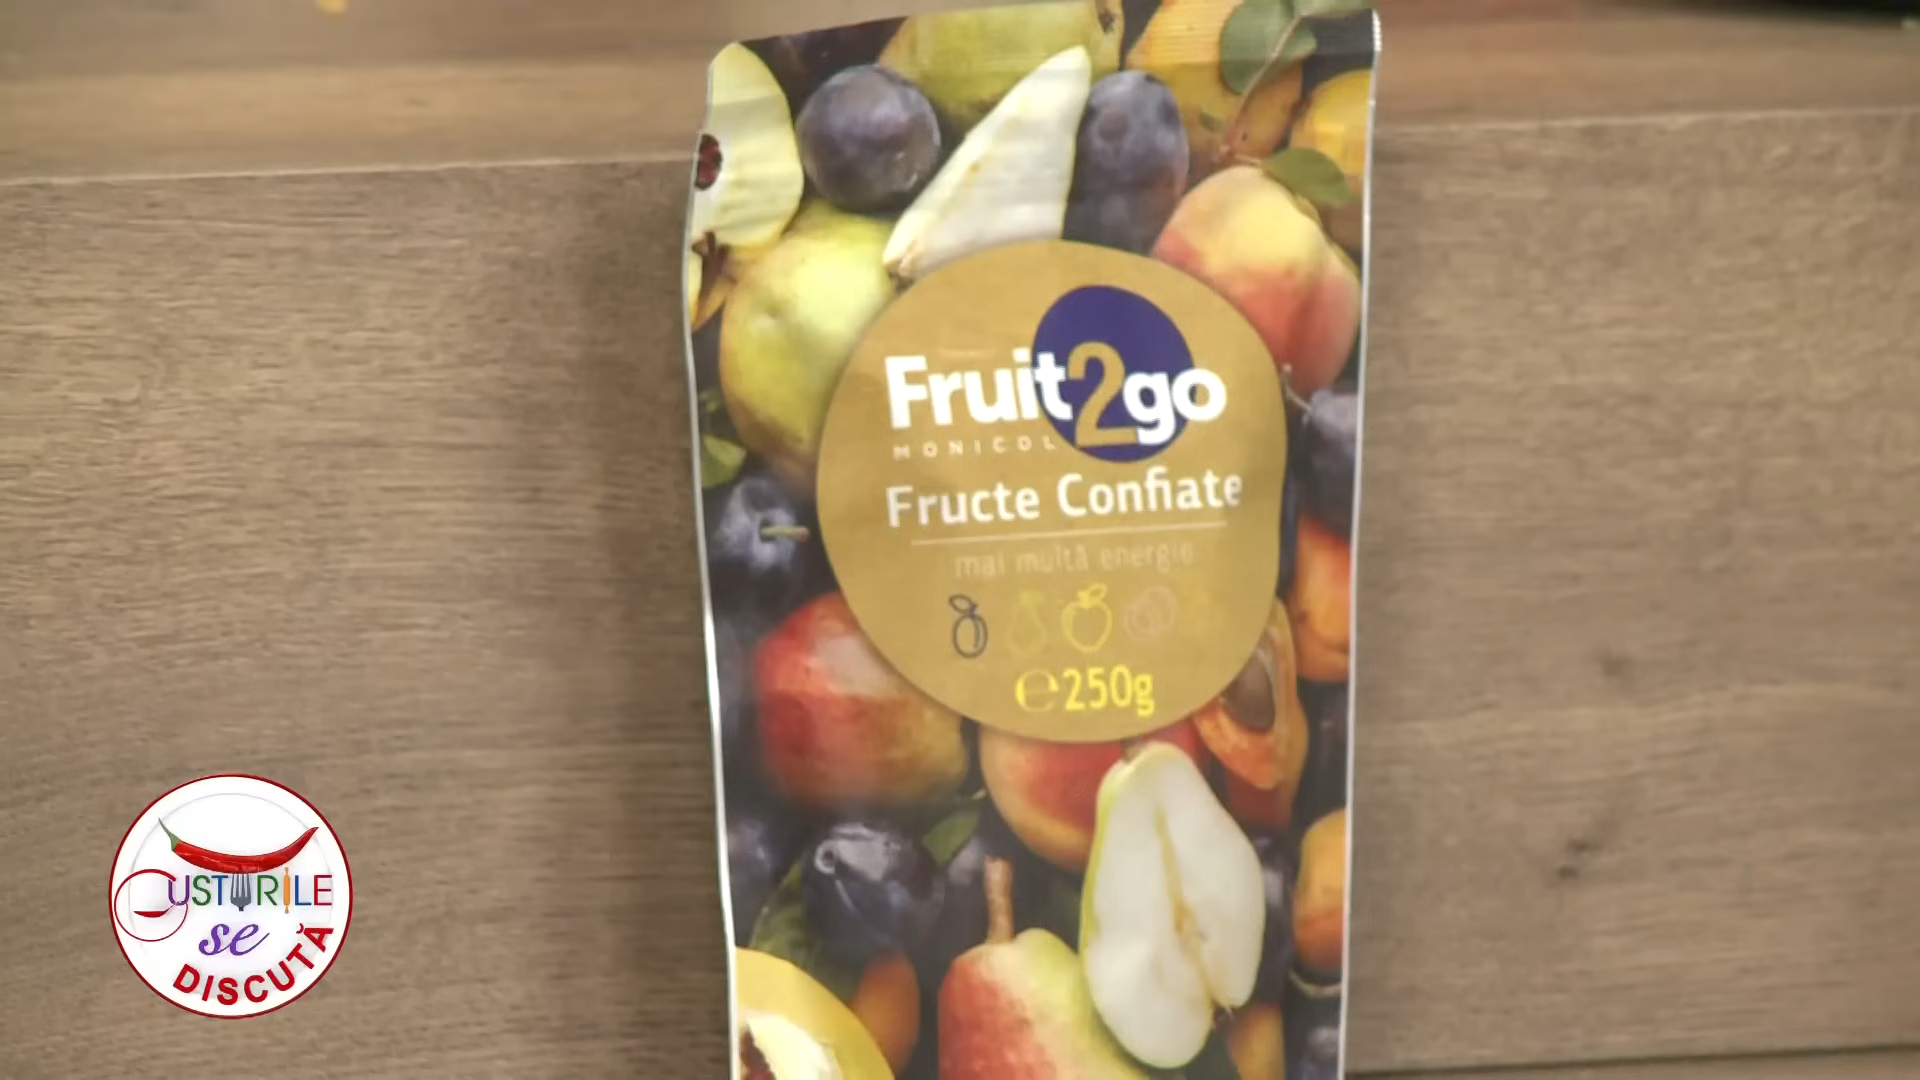 Fruit2go
MONICOL
Fructe Confiate
mai multă energie
℮250g
GUSTURILE
se
DISCUTĂ